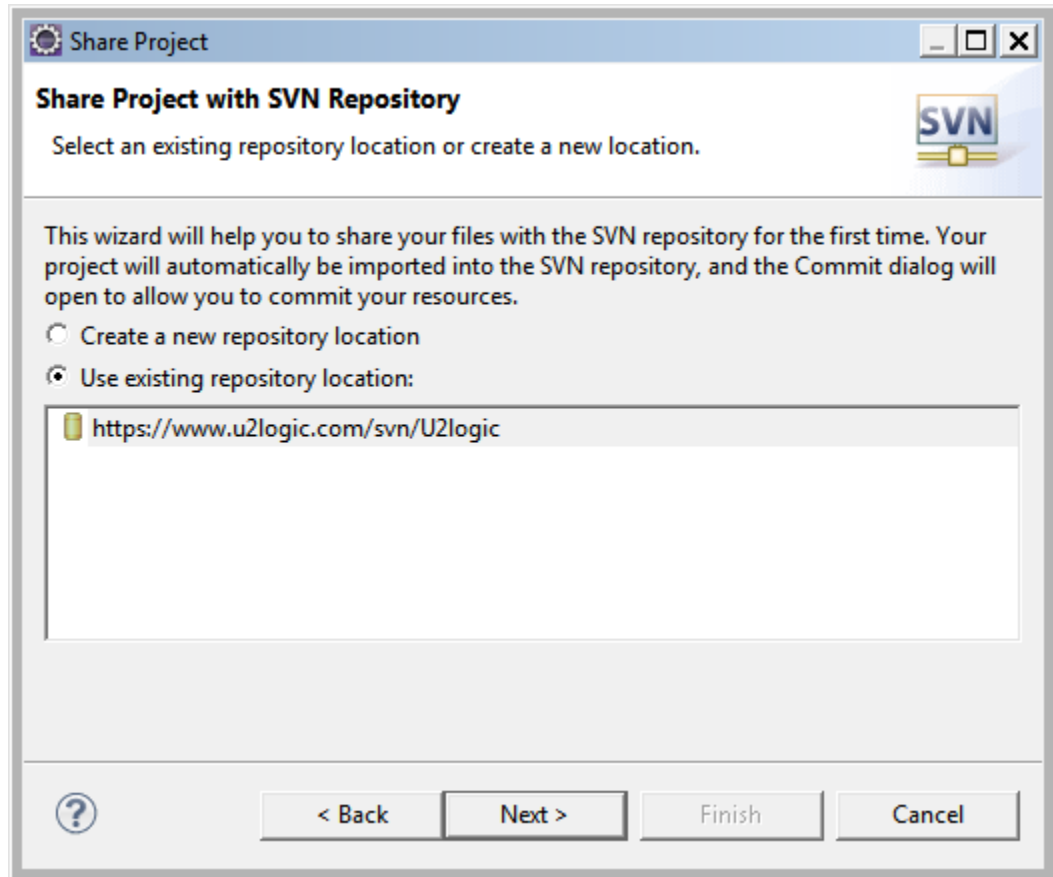 Share Project
Share Project with SVN Repository
Select an existing repository location or create a new location.
SVN
This wizard will help you to share your files with the SVN repository for the first time. Your
project will automatically be imported into the SVN repository, and the Commit dialog will
open to allow you to commit your resources.
Create a new repository location
Use existing repository location:
https://www.u2logic.com/svn/U2logic
? < Back Next > Finish Cancel